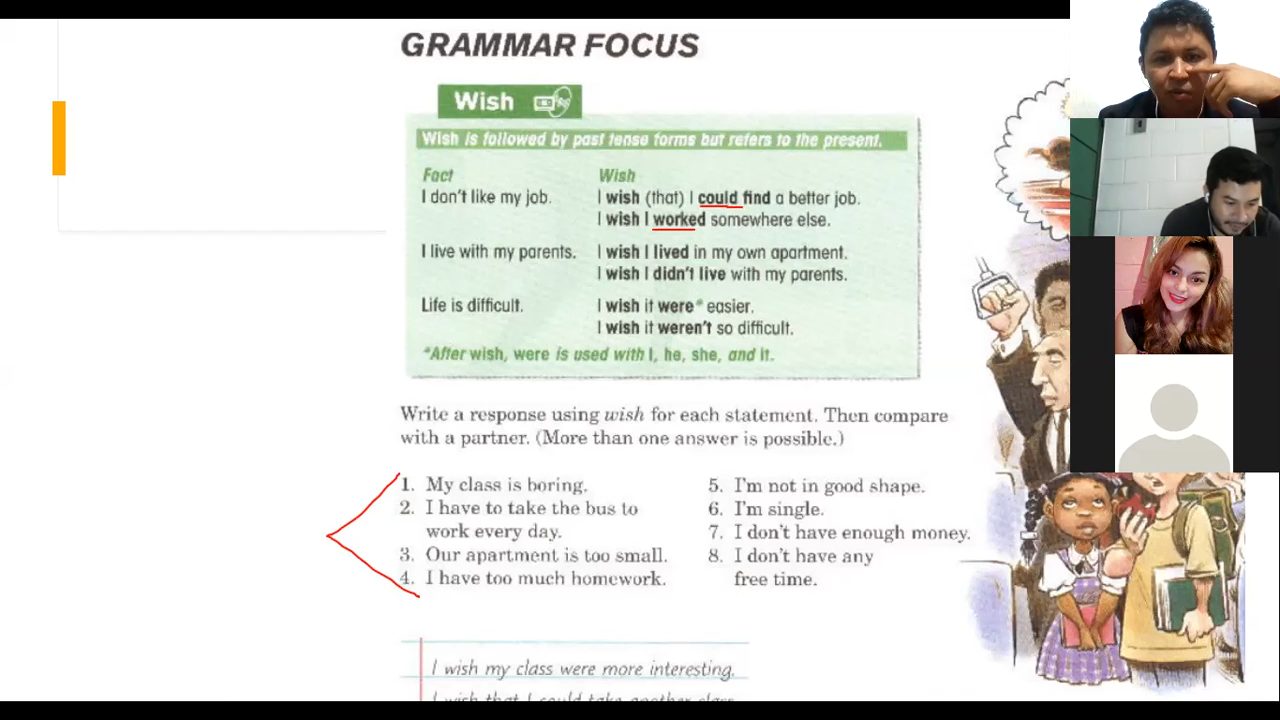 GRAMMAR FOCUS
Wish
Wish is followed by past tense forms but refers to the present.
Fact Wish
I don't like my job. I wish (that) I could find a better job.
I wish I worked somewhere else.
I live with my parents. I wish I lived in my own apartment.
I wish I didn't live with my parents.
Life is difficult. I wish it were* easier.
I wish it weren't so difficult.
*After wish, were is used with I, he, she, and it.
Write a response using wish for each statement. Then compare
with a partner. (More than one answer is possible.)
1. My class is boring.
2. I have to take the bus to
work every day.
3. Our apartment is too small.
4. I have too much homework.
5. I'm not in good shape.
6. I'm single.
7. I don't have enough money.
8. I don't have any
free time.
I wish my class were more interesting.
I wish that I could take another class